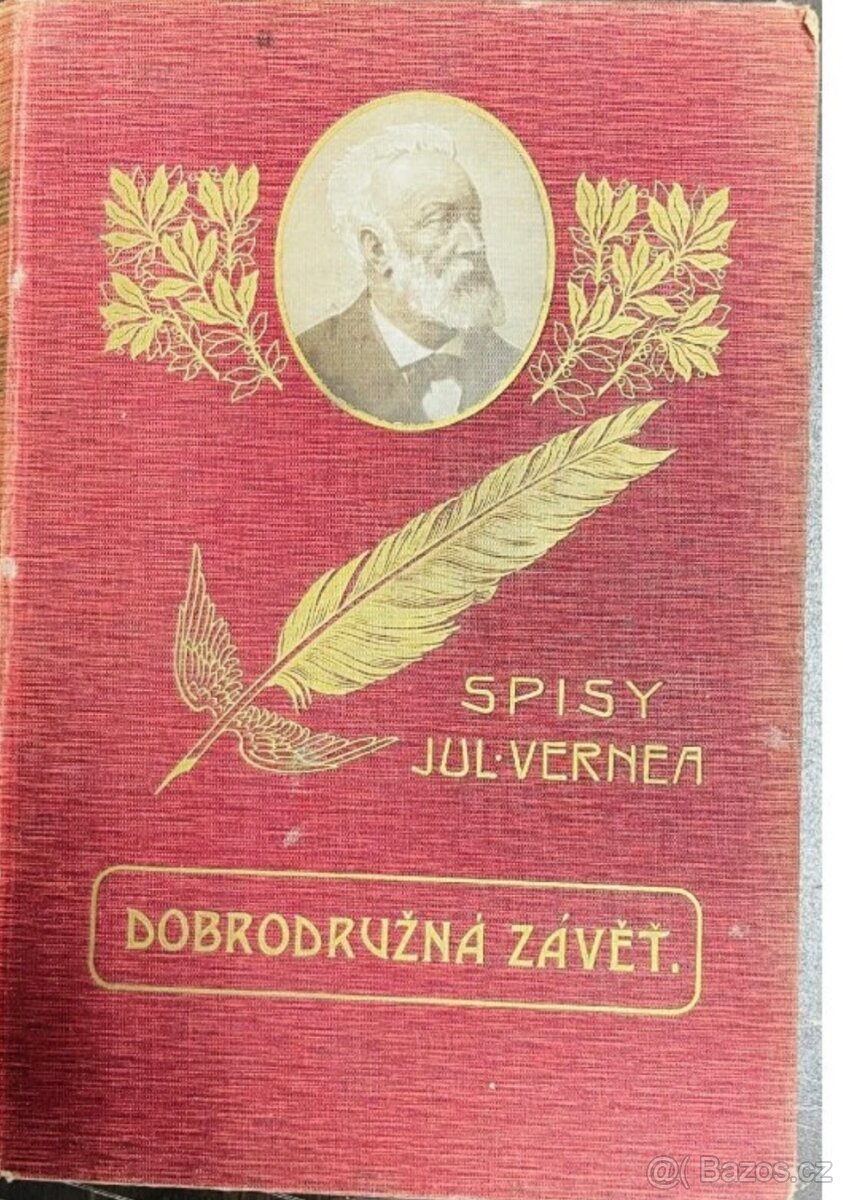 SPISY
JUL·VERNEA
DOBRODRUŽNÁ ZÁVĚŤ.
@( Bazos.cz